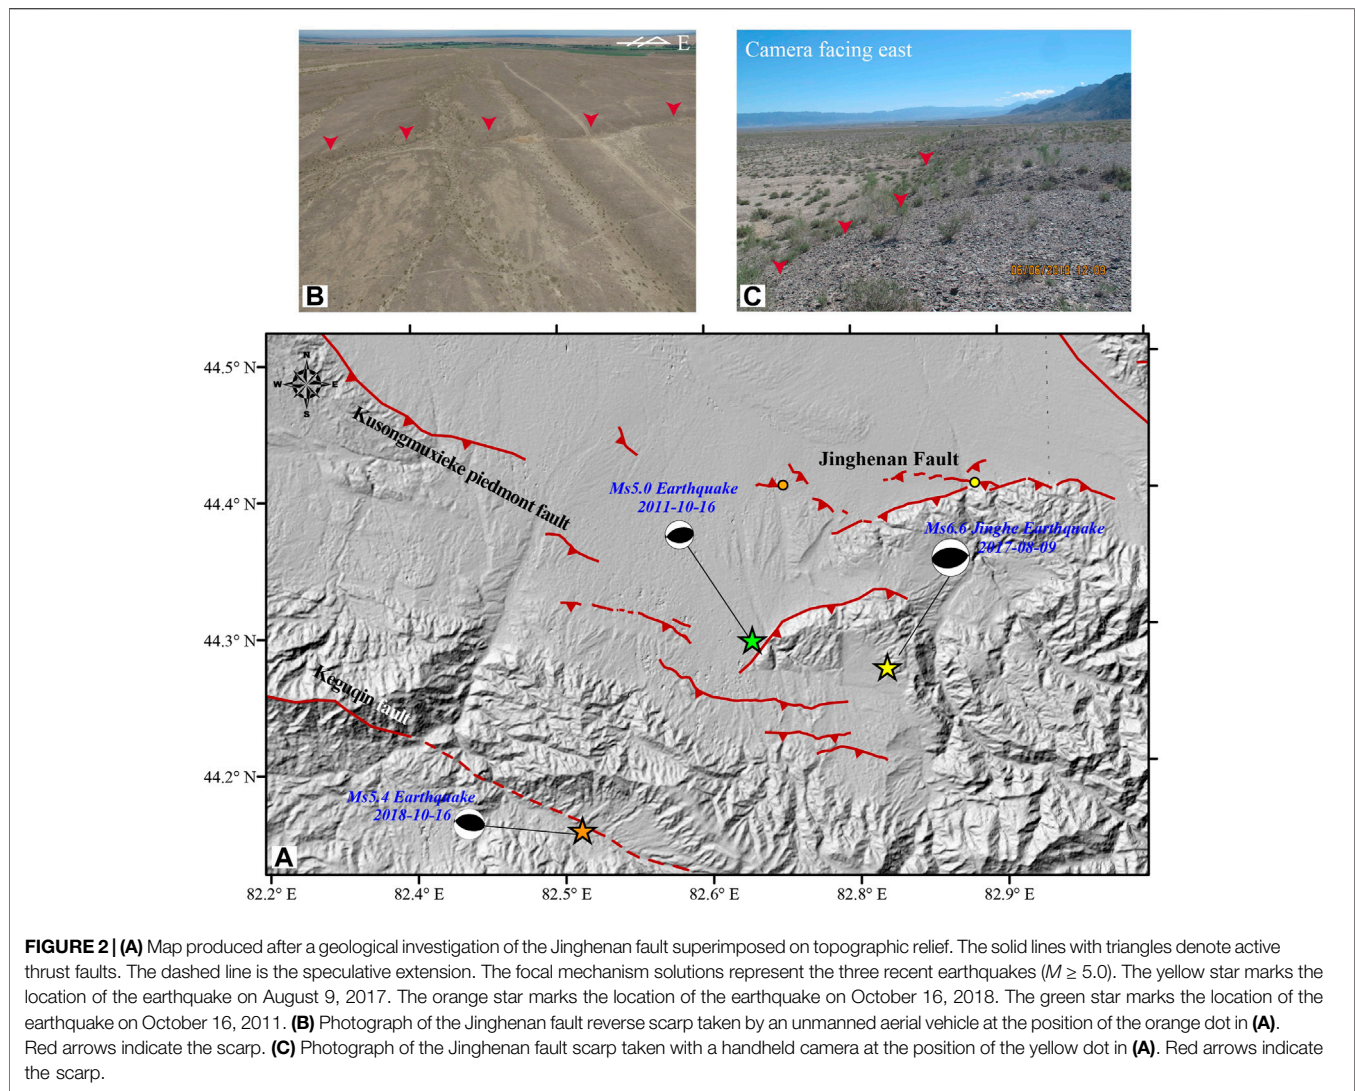 E
B
Camera facing east
06/06/2018 12:09
C
N
W E
S
44.5° N
44.4° N
44.3° N
44.2° N
Kusongmuxieke piedmont fault
Jinghenan Fault
Ms5.0 Earthquake
2011-10-16
Ms6.6 Jinghe Earthquake
2017-08-09
Keguqin fault
Ms5.4 Earthquake
2018-10-16
A
82.2° E 82.4° E 82.5° E 82.6° E 82.8° E 82.9° E
FIGURE 2 | (A) Map produced after a geological investigation of the Jinghenan fault superimposed on topographic relief. The solid lines with triangles denote active
thrust faults. The dashed line is the speculative extension. The focal mechanism solutions represent the three recent earthquakes (M ≥ 5.0). The yellow star marks the
location of the earthquake on August 9, 2017. The orange star marks the location of the earthquake on October 16, 2018. The green star marks the location of the
earthquake on October 16, 2011. (B) Photograph of the Jinghenan fault reverse scarp taken by an unmanned aerial vehicle at the position of the orange dot in (A).
Red arrows indicate the scarp. (C) Photograph of the Jinghenan fault scarp taken with a handheld camera at the position of the yellow dot in (A). Red arrows indicate
the scarp.